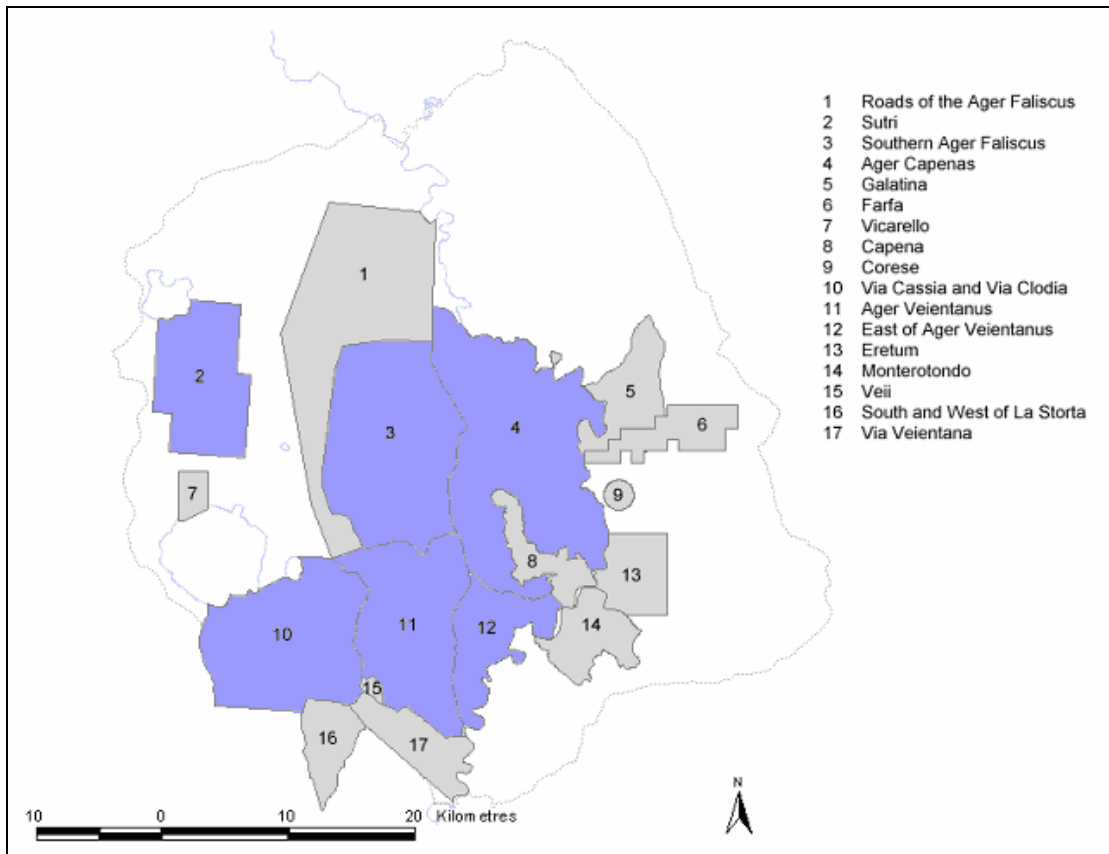 1 Roads of the Ager Faliscus
2 Sutri
3 Southern Ager Faliscus
4 Ager Capenas
5 Galatina
6 Farfa
7 Vicarello
8 Capena
9 Corese
10 Via Cassia and Via Clodia
11 Ager Veientanus
12 East of Ager Veientanus
13 Eretum
14 Monterotondo
15 Veii
16 South and West of La Storta
17 Via Veientana
1
2
3
4
5
6
7
9
8
13
10
11
12
14
15
16
17
N
10 0 10 20 Kilometres